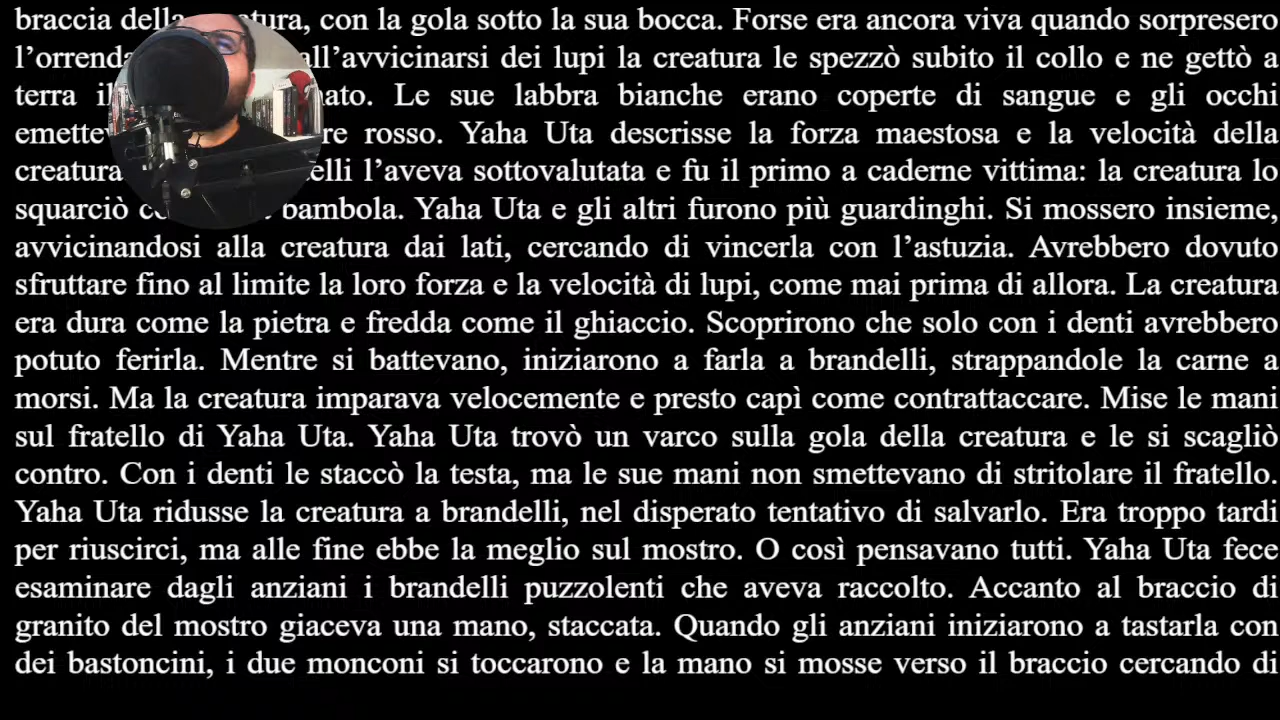 braccia della creatura, con la gola sotto la sua bocca. Forse era ancora viva quando sorpresero
l’orrenda all’avvicinarsi dei lupi la creatura le spezzò subito il collo e ne gettò a
terra il Le sue labbra bianche erano coperte di sangue e gli occhi
rosso. Yaha Uta descrisse la forza maestosa e la velocità della
creatura l’aveva sottovalutata e fu il primo a caderne vittima: la creatura lo
squarciò bambola. Yaha Uta e gli altri furono più guardinghi. Si mossero insieme,
avvicinandosi alla creatura dai lati, cercando di vincerla con l’astuzia. Avrebbero dovuto
sfruttare fino al limite la loro forza e la velocità di lupi, come mai prima di allora. La creatura
era dura come la pietra e fredda come il ghiaccio. Scoprirono che solo con i denti avrebbero
potuto ferirla. Mentre si battevano, iniziarono a farla a brandelli, strappandole la carne a
morsi. Ma la creatura imparava velocemente e presto capì come contrattaccare. Mise le mani
sul fratello di Yaha Uta. Yaha Uta trovò un varco sulla gola della creatura e le si scagliò
contro. Con i denti le staccò la testa, ma le sue mani non smettevano di stritolare il fratello.
Yaha Uta ridusse la creatura a brandelli, nel disperato tentativo di salvarlo. Era troppo tardi
per riuscirci, ma alle fine ebbe la meglio sul mostro. O così pensavano tutti. Yaha Uta fece
esaminare dagli anziani i brandelli puzzolenti che aveva raccolto. Accanto al braccio di
granito del mostro giaceva una mano, staccata. Quando gli anziani iniziarono a tastarla con
dei bastoncini, i due monconi si toccarono e la mano si mosse verso il braccio cercando di